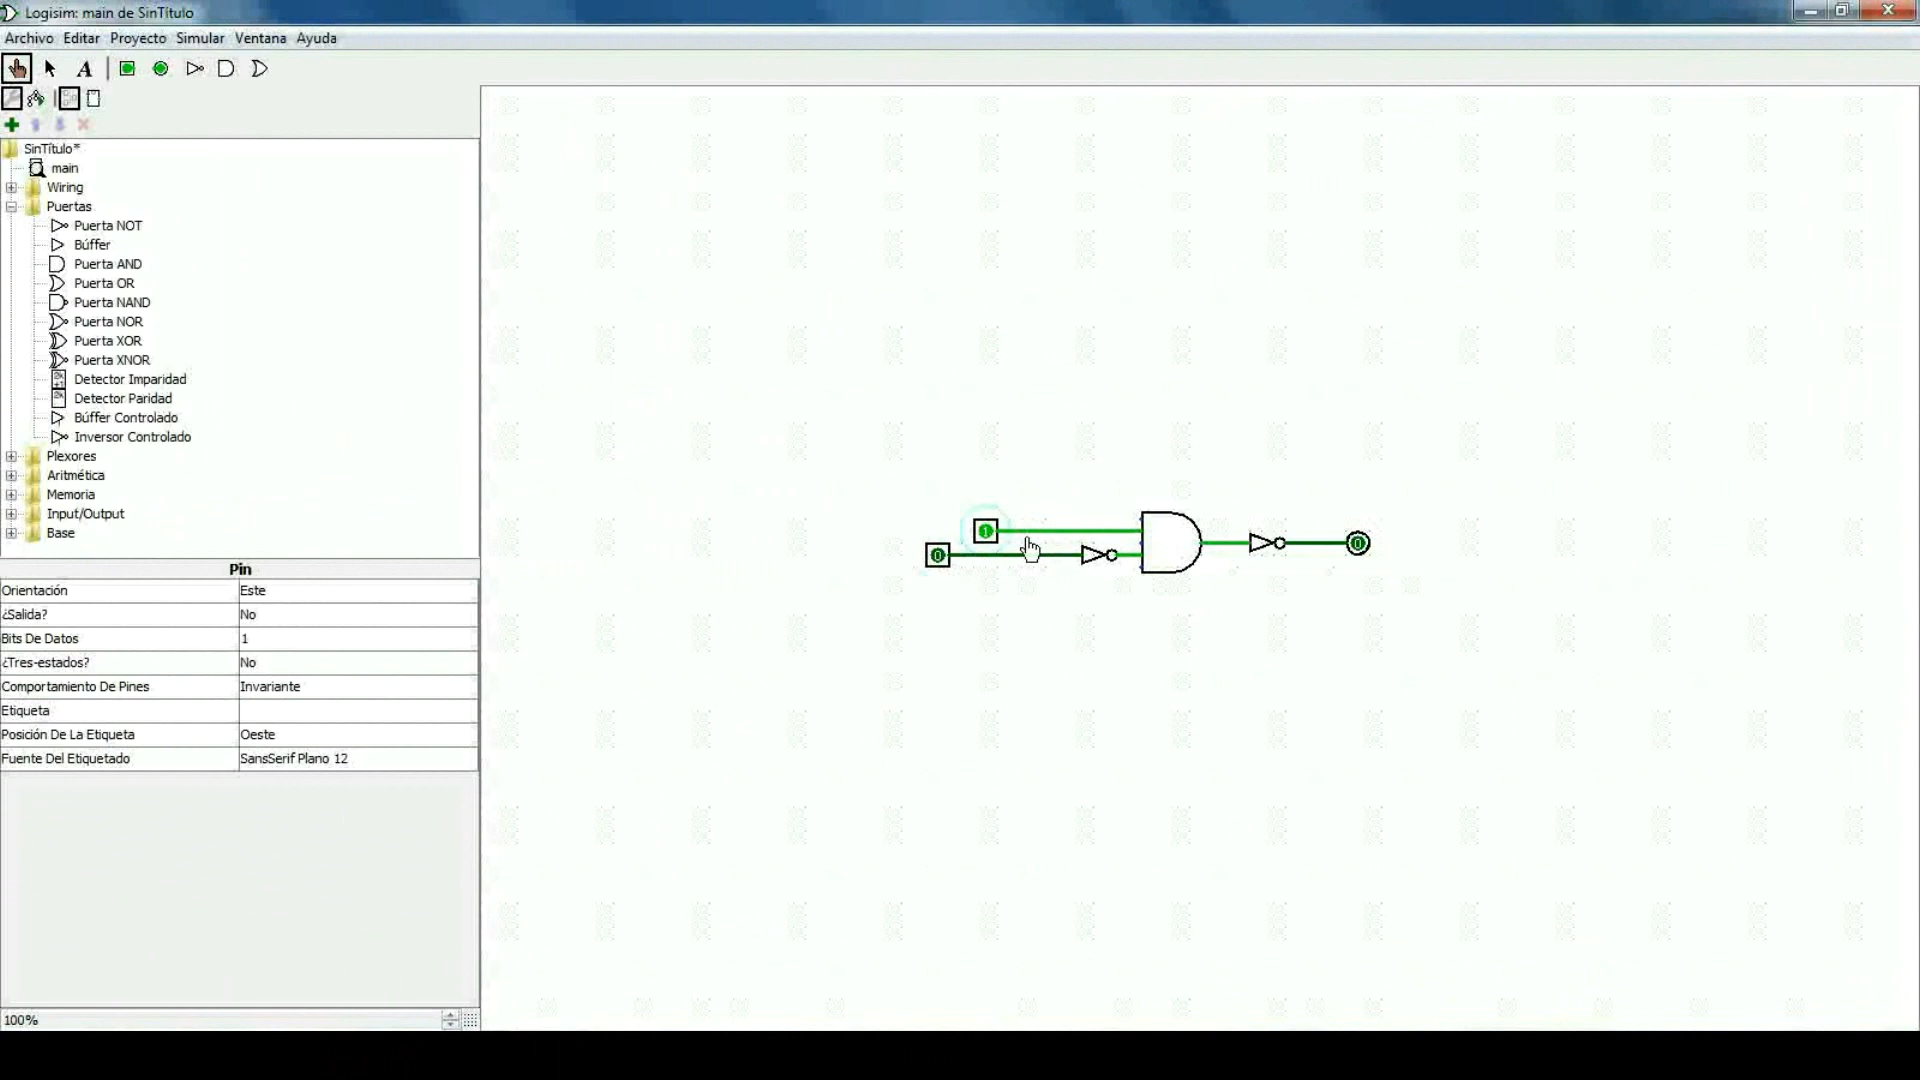 Logisim: main de SinTítulo
Archivo Editar Proyecto Simular Ventana Ayuda
A
SinTítulo*
main
Wiring
Puertas
Puerta NOT
Búffer
Puerta AND
Puerta OR
Puerta NAND
Puerta NOR
Puerta XOR
Puerta XNOR
Detector Imparidad
Detector Paridad
Búffer Controlado
Inversor Controlado
Plexores
Aritmética
Memoria
Input/Output
Base
1
0
0
Pin
Orientación Este
¿Salida? No
Bits De Datos 1
¿Tres-estados? No
Comportamiento De Pines Invariante
Etiqueta
Posición De La Etiqueta Oeste
Fuente Del Etiquetado SansSerif Plano 12
100%